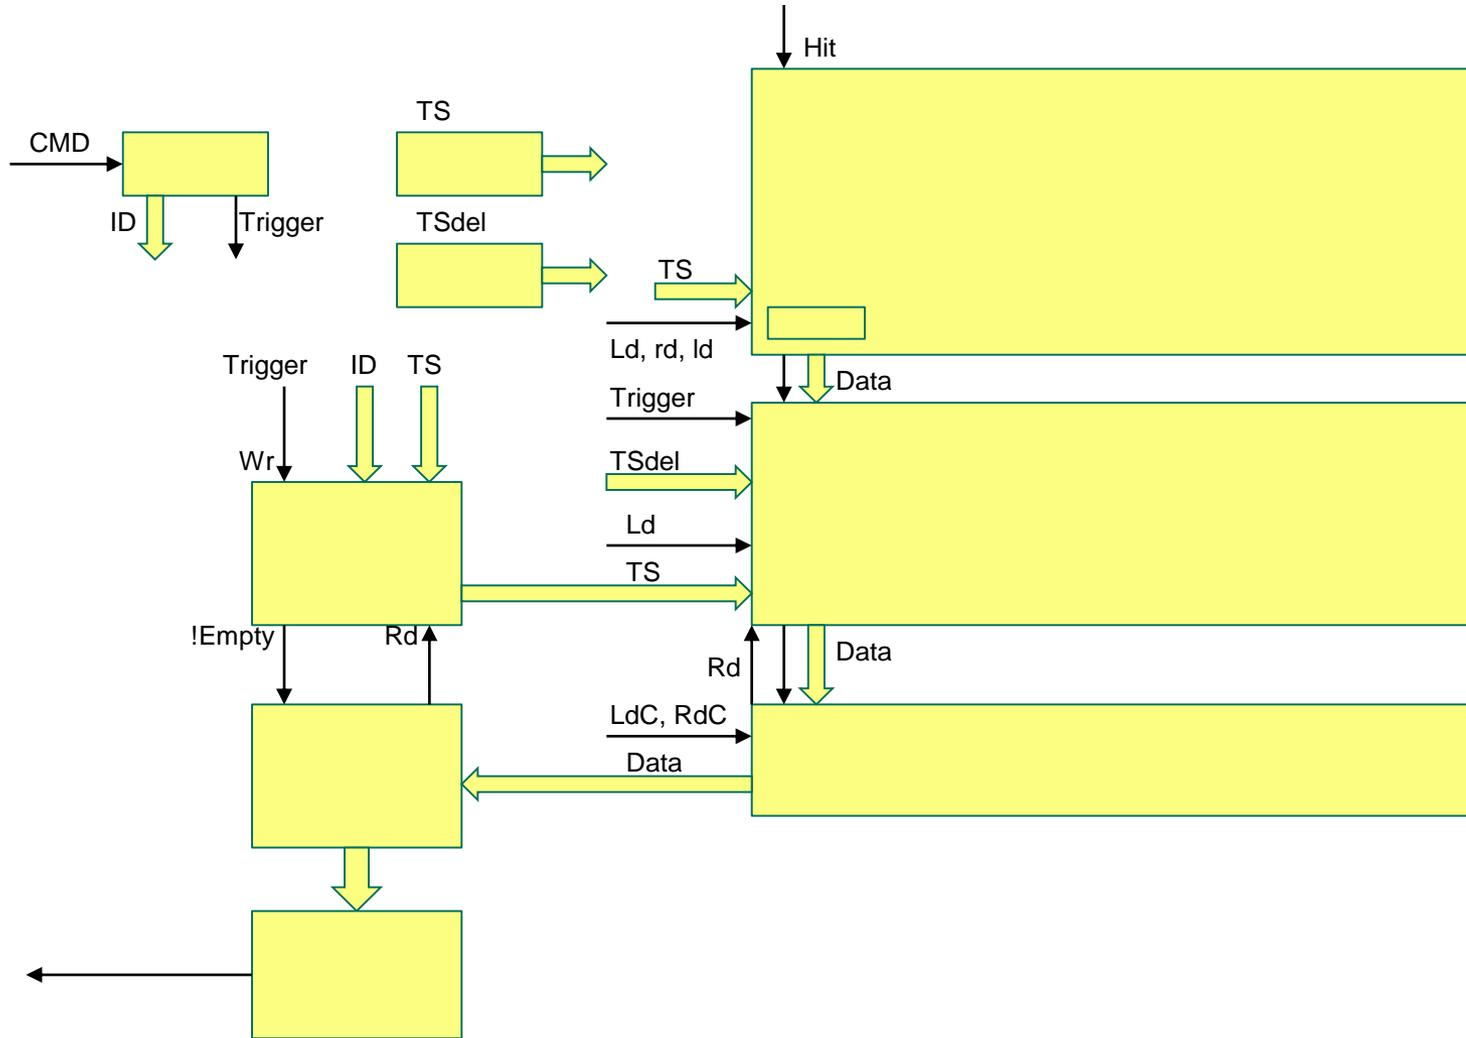 Hit
TS
CMD
ID
Trigger
TSdel
TS
Ld, rd, ld
Trigger
ID
TS
Data
Trigger
Wr
TSdel
Ld
TS
!Empty
Rd
Rd
Data
LdC, RdC
Data